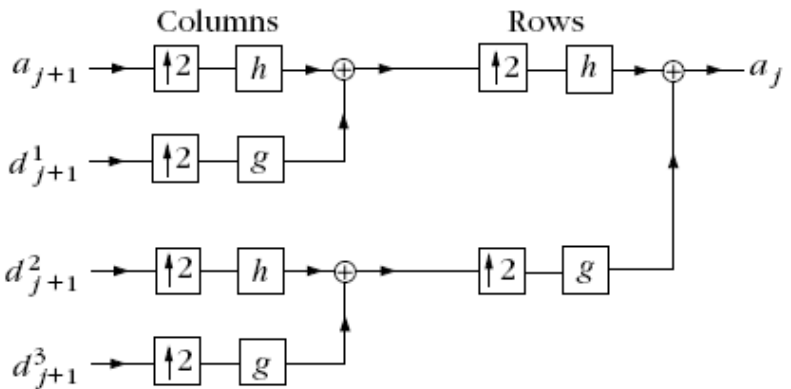 Columns Rows
a_{j+1} ↑2 h + ↑2 h + a_j
d^1_{j+1} ↑2 g
d^2_{j+1} ↑2 h + ↑2 g
d^3_{j+1} ↑2 g